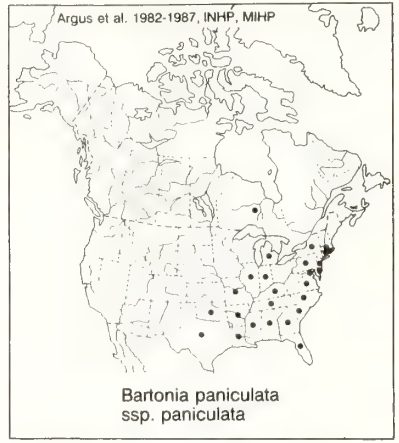 Argus et al. 1982-1987, INHP, MIHP
Bartonia paniculata
ssp. paniculata